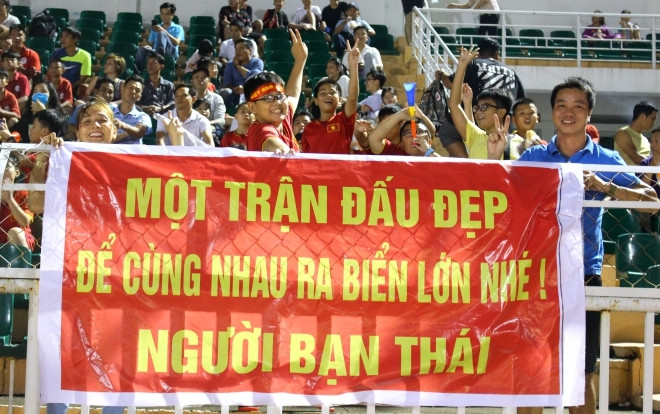 MỘT TRẬN ĐẤU ĐẸP
ĐỂ CÙNG NHAU RA BIỂN LỚN NHÉ !
NGƯỜI BẠN THÁI